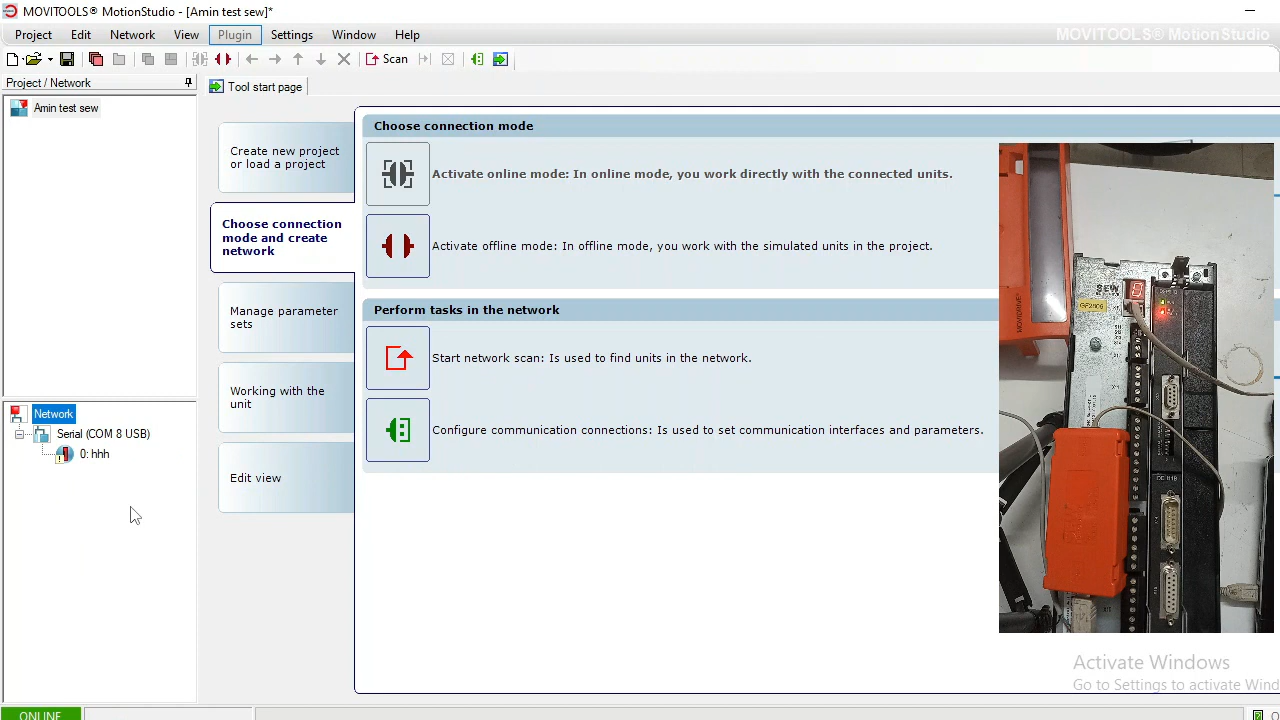 MOVITOOLS® MotionStudio - [Amin test sew]*
Project Edit Network View Plugin Settings Window Help
MOVITOOLS® MotionStudio
Scan
Project / Network
Tool start page
Amin test sew
Choose connection mode
Create new project
or load a project
Activate online mode: In online mode, you work directly with the connected units.
Choose connection
mode and create
network
Activate offline mode: In offline mode, you work with the simulated units in the project.
Manage parameter
sets
Perform tasks in the network
Start network scan: Is used to find units in the network.
Working with the
unit
Configure communication connections: Is used to set communication interfaces and parameters.
Edit view
Network
Serial (COM 8 USB)
0: hhh
SEW
MOVIDRIVE
Activate Windows
Go to Settings to activate Wind
ONLINE